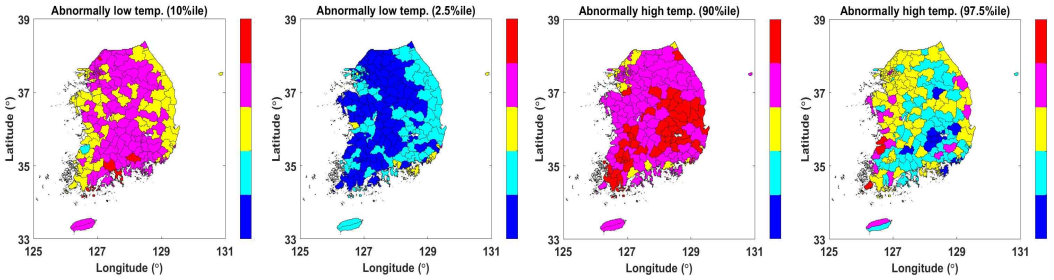 Abnormally low temp. (10%ile)
39
37
35
33
125
127
129
131
Latitude (°)
Longitude (°)
Abnormally low temp. (2.5%ile)
39
37
35
33
125
127
129
131
Latitude (°)
Longitude (°)
Abnormally high temp. (90%ile)
39
37
35
33
125
127
129
131
Latitude (°)
Longitude (°)
Abnormally high temp. (97.5%ile)
39
37
35
33
125
127
129
131
Latitude (°)
Longitude (°)